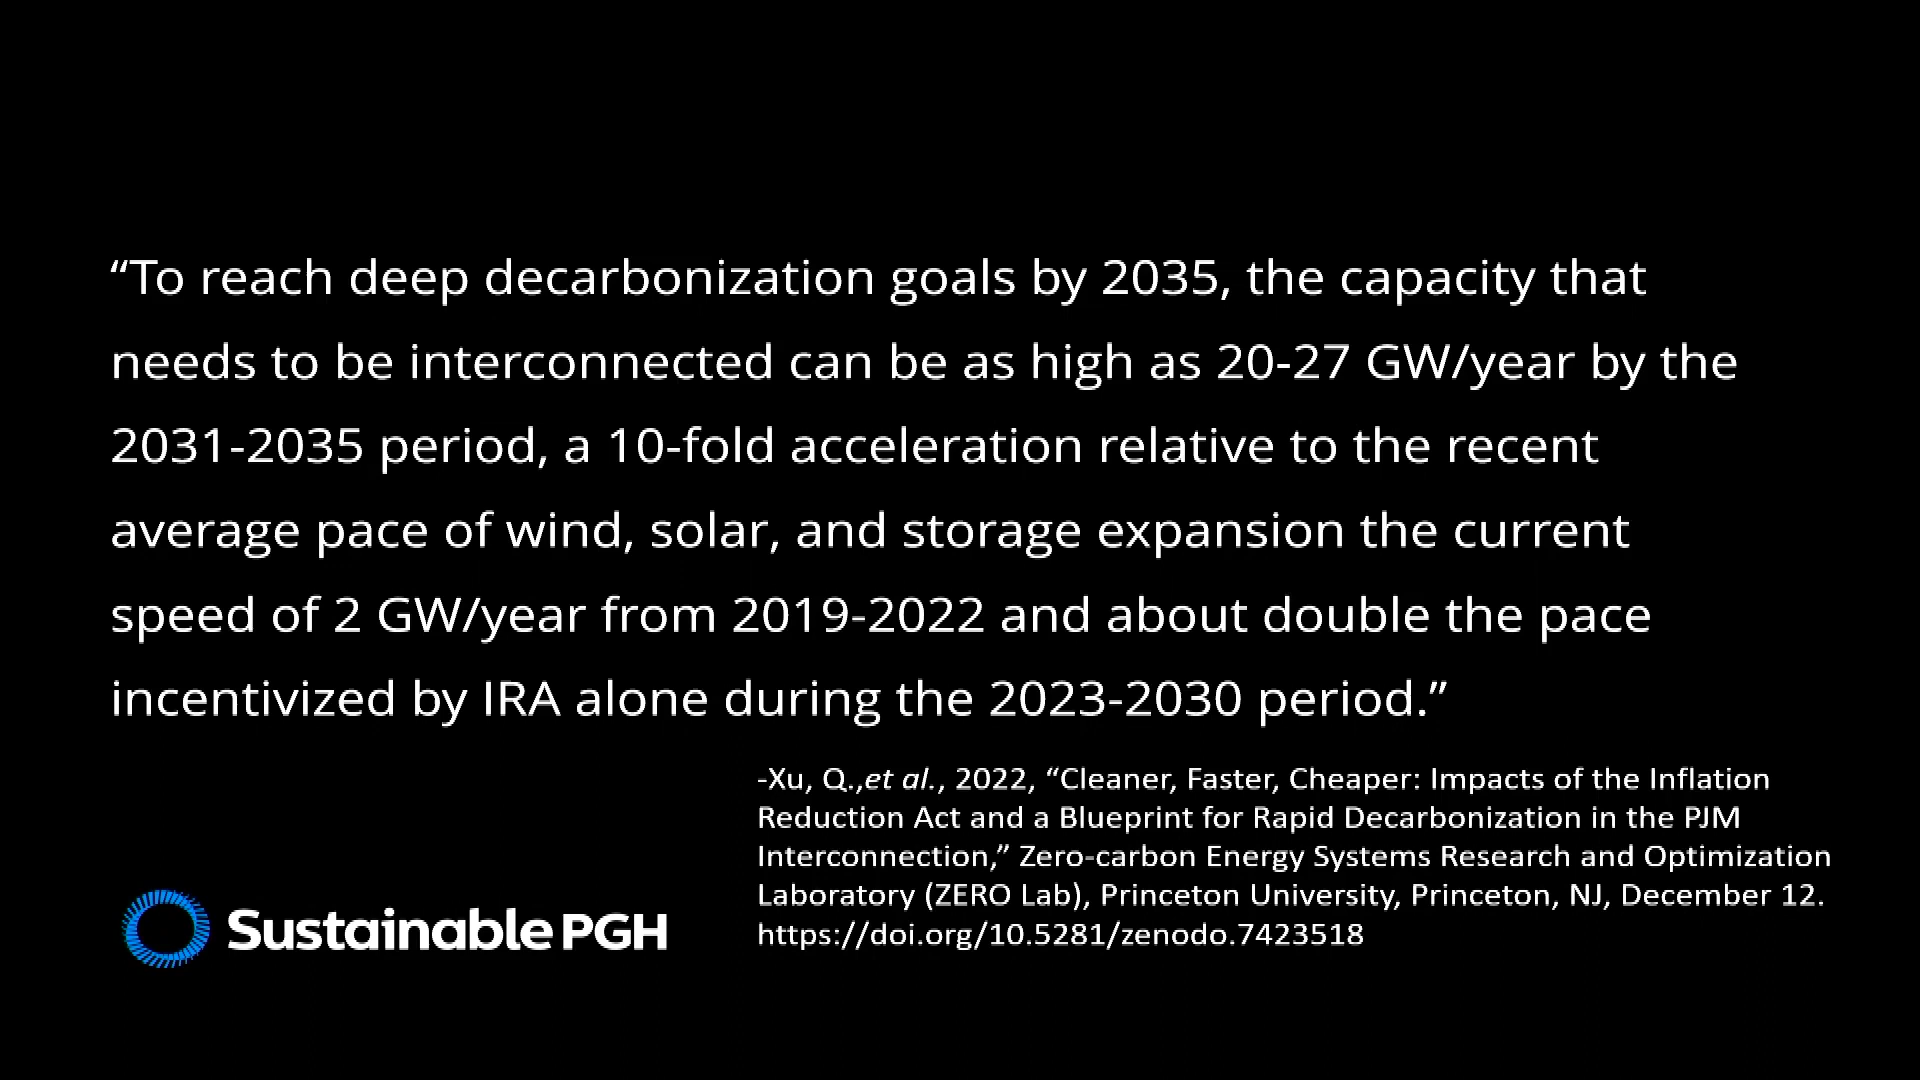 “To reach deep decarbonization goals by 2035, the capacity that
needs to be interconnected can be as high as 20-27 GW/year by the
2031-2035 period, a 10-fold acceleration relative to the recent
average pace of wind, solar, and storage expansion the current
speed of 2 GW/year from 2019-2022 and about double the pace
incentivized by IRA alone during the 2023-2030 period.”
-Xu, Q.,et al., 2022, “Cleaner, Faster, Cheaper: Impacts of the Inflation
Reduction Act and a Blueprint for Rapid Decarbonization in the PJM
Interconnection,” Zero-carbon Energy Systems Research and Optimization
Laboratory (ZERO Lab), Princeton University, Princeton, NJ, December 12.
https://doi.org/10.5281/zenodo.7423518
SustainablePGH